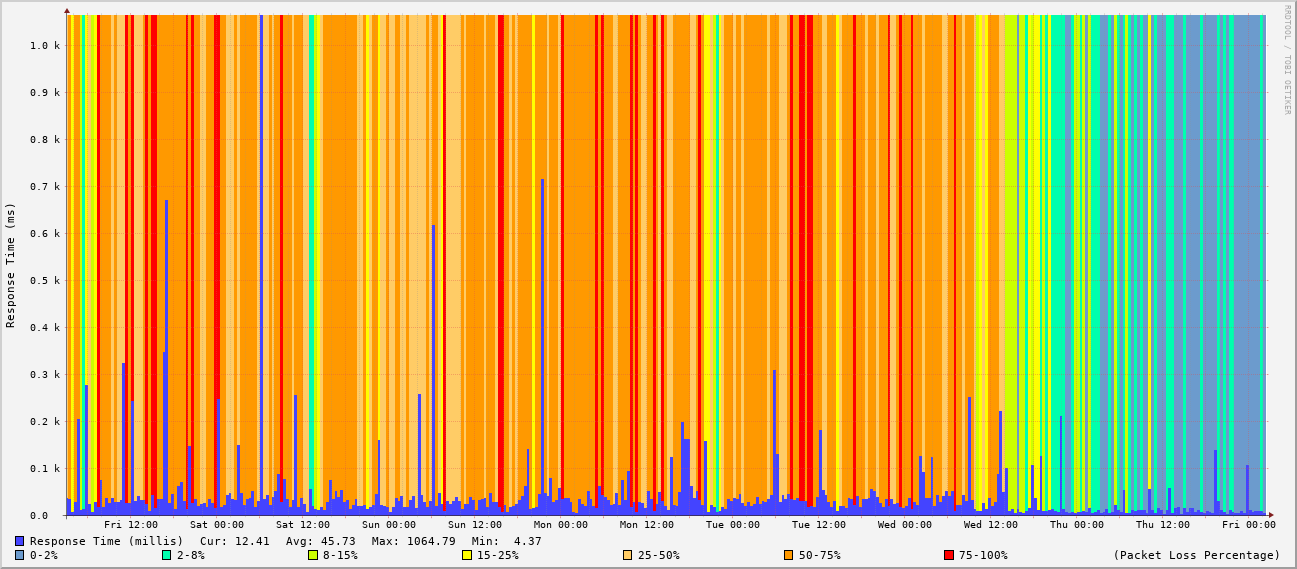 RRDTOOL / TOBI OETIKER
Response Time (ms)
1.0 k
0.9 k
0.8 k
0.7 k
0.6 k
0.5 k
0.4 k
0.3 k
0.2 k
0.1 k
0.0
Fri 12:00 Sat 00:00 Sat 12:00 Sun 00:00 Sun 12:00 Mon 00:00 Mon 12:00 Tue 00:00 Tue 12:00 Wed 00:00 Wed 12:00 Thu 00:00 Thu 12:00 Fri 00:00
Response Time (millis) Cur: 12.41 Avg: 45.73 Max: 1064.79 Min: 4.37
0-2% 2-8% 8-15% 15-25% 25-50% 50-75% 75-100% (Packet Loss Percentage)